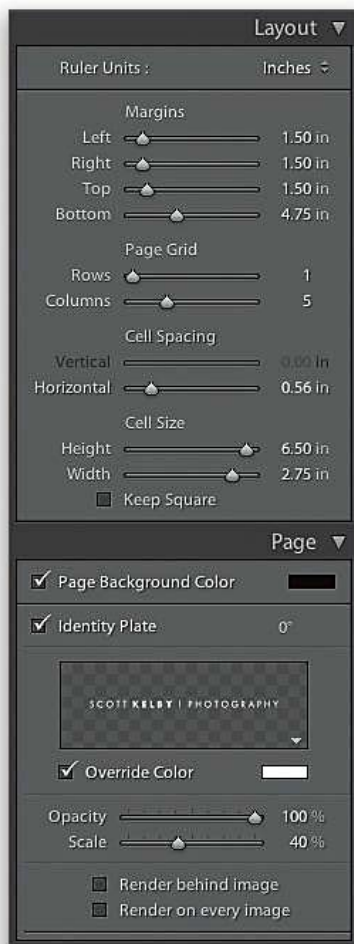 Layout
Ruler Units : Inches
Margins
Left 1.50 in
Right 1.50 in
Top 1.50 in
Bottom 4.75 in
Page Grid
Rows 1
Columns 5
Cell Spacing
Vertical 0.00 in
Horizontal 0.56 in
Cell Size
Height 6.50 in
Width 2.75 in
Keep Square
Page
Page Background Color
Identity Plate 0°
SCOTT KELBY | PHOTOGRAPHY
Override Color
Opacity 100 %
Scale 40 %
Render behind image
Render on every image